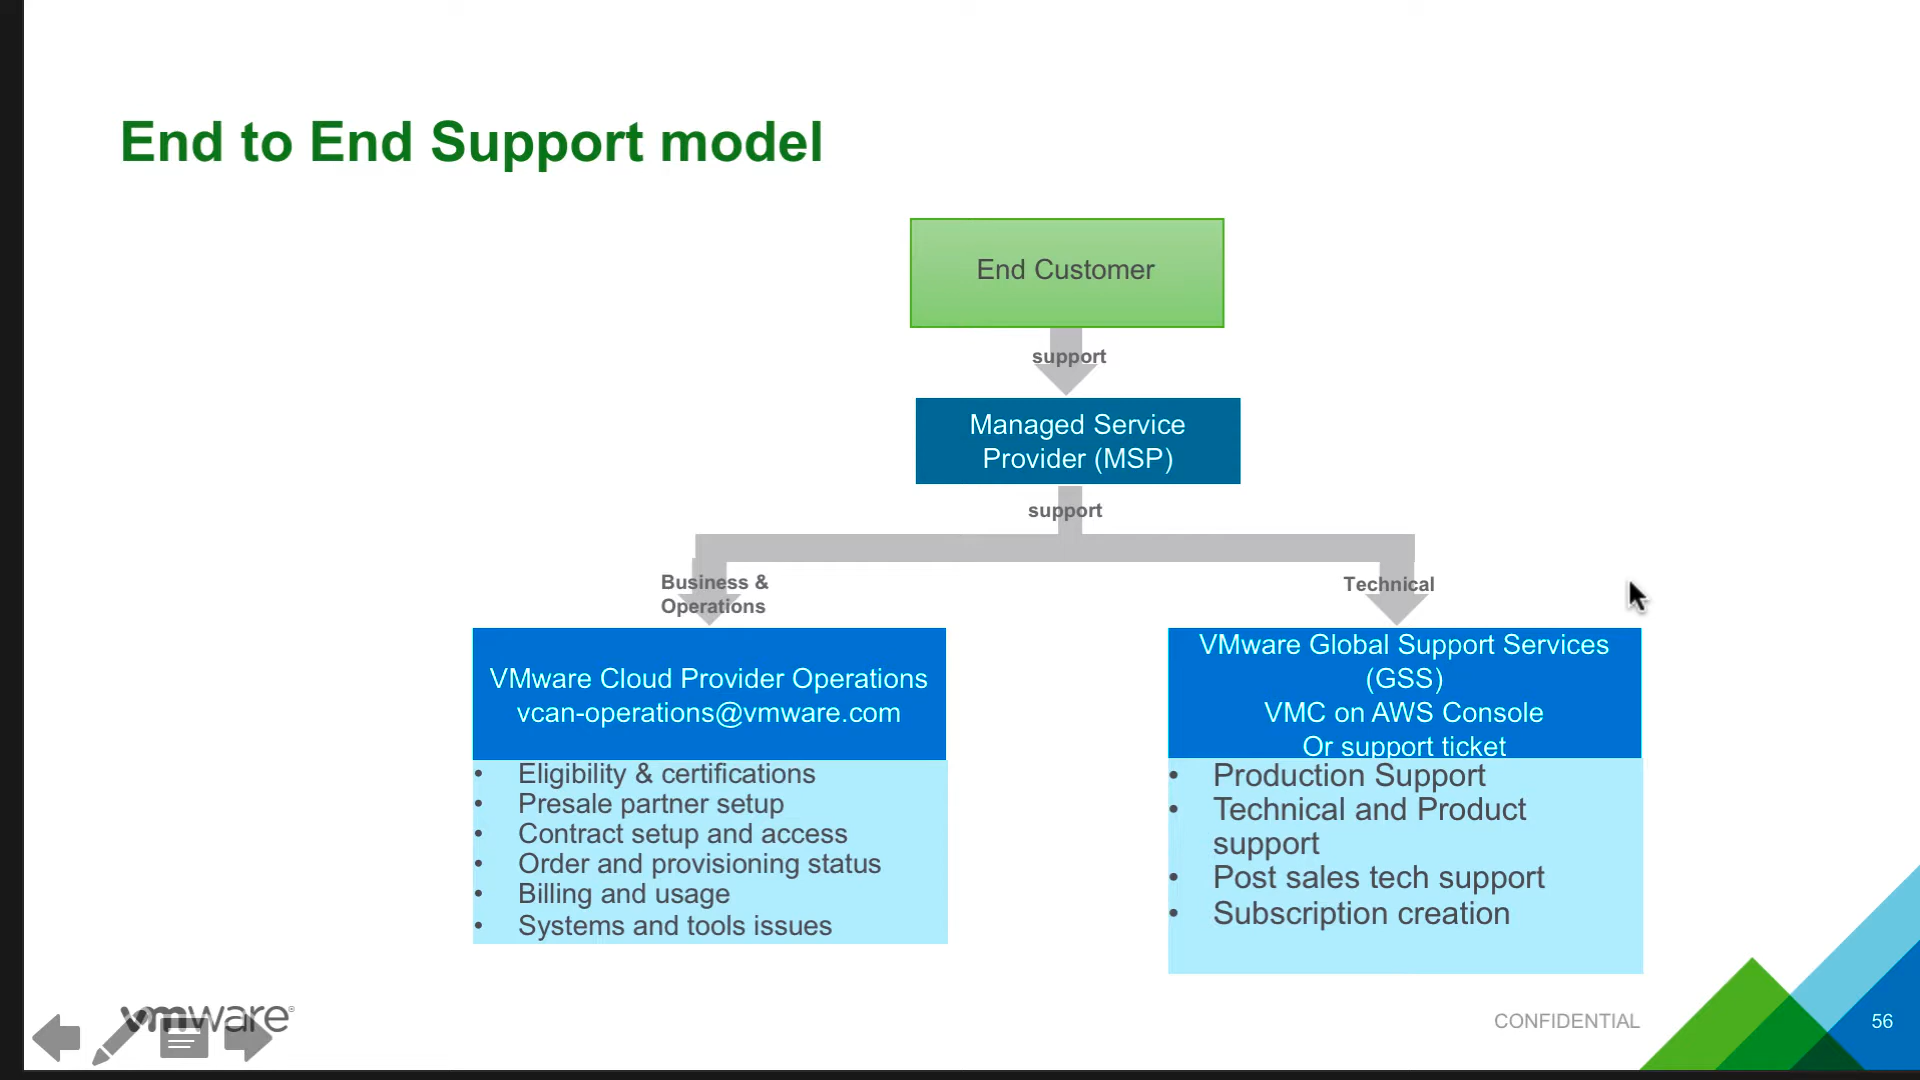 End to End Support model
End Customer
support
Managed Service
Provider (MSP)
support
Business &
Operations
Technical
VMware Cloud Provider Operations
vcan-operations@vmware.com
• Eligibility & certifications
• Presale partner setup
• Contract setup and access
• Order and provisioning status
• Billing and usage
• Systems and tools issues
VMware Global Support Services
(GSS)
VMC on AWS Console
Or support ticket
• Production Support
• Technical and Product
support
• Post sales tech support
• Subscription creation
vmware®
CONFIDENTIAL
56